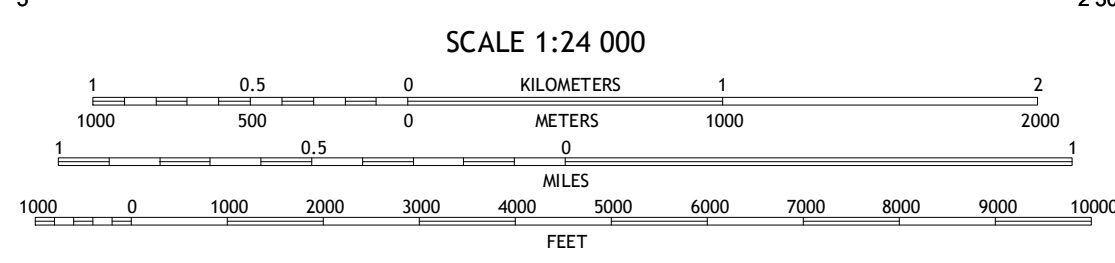 SCALE 1:24 000
1 0.5 0 KILOMETERS 1 2
1000 500 0 METERS 1000 2000
1 0.5 0 1
MILES
1000 0 1000 2000 3000 4000 5000 6000 7000 8000 9000 10000
FEET